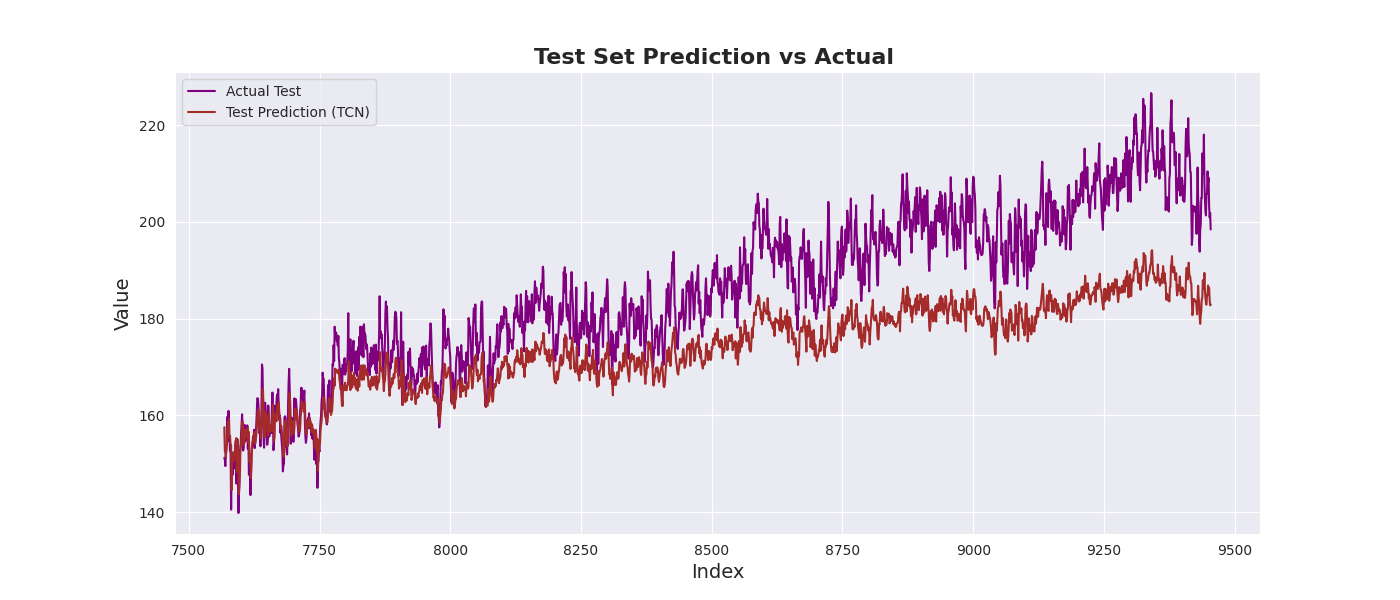 Test Set Prediction vs Actual
Actual Test
Test Prediction (TCN)
Value
220
200
180
160
140
7500 7750 8000 8250 8500 8750 9000 9250 9500
Index